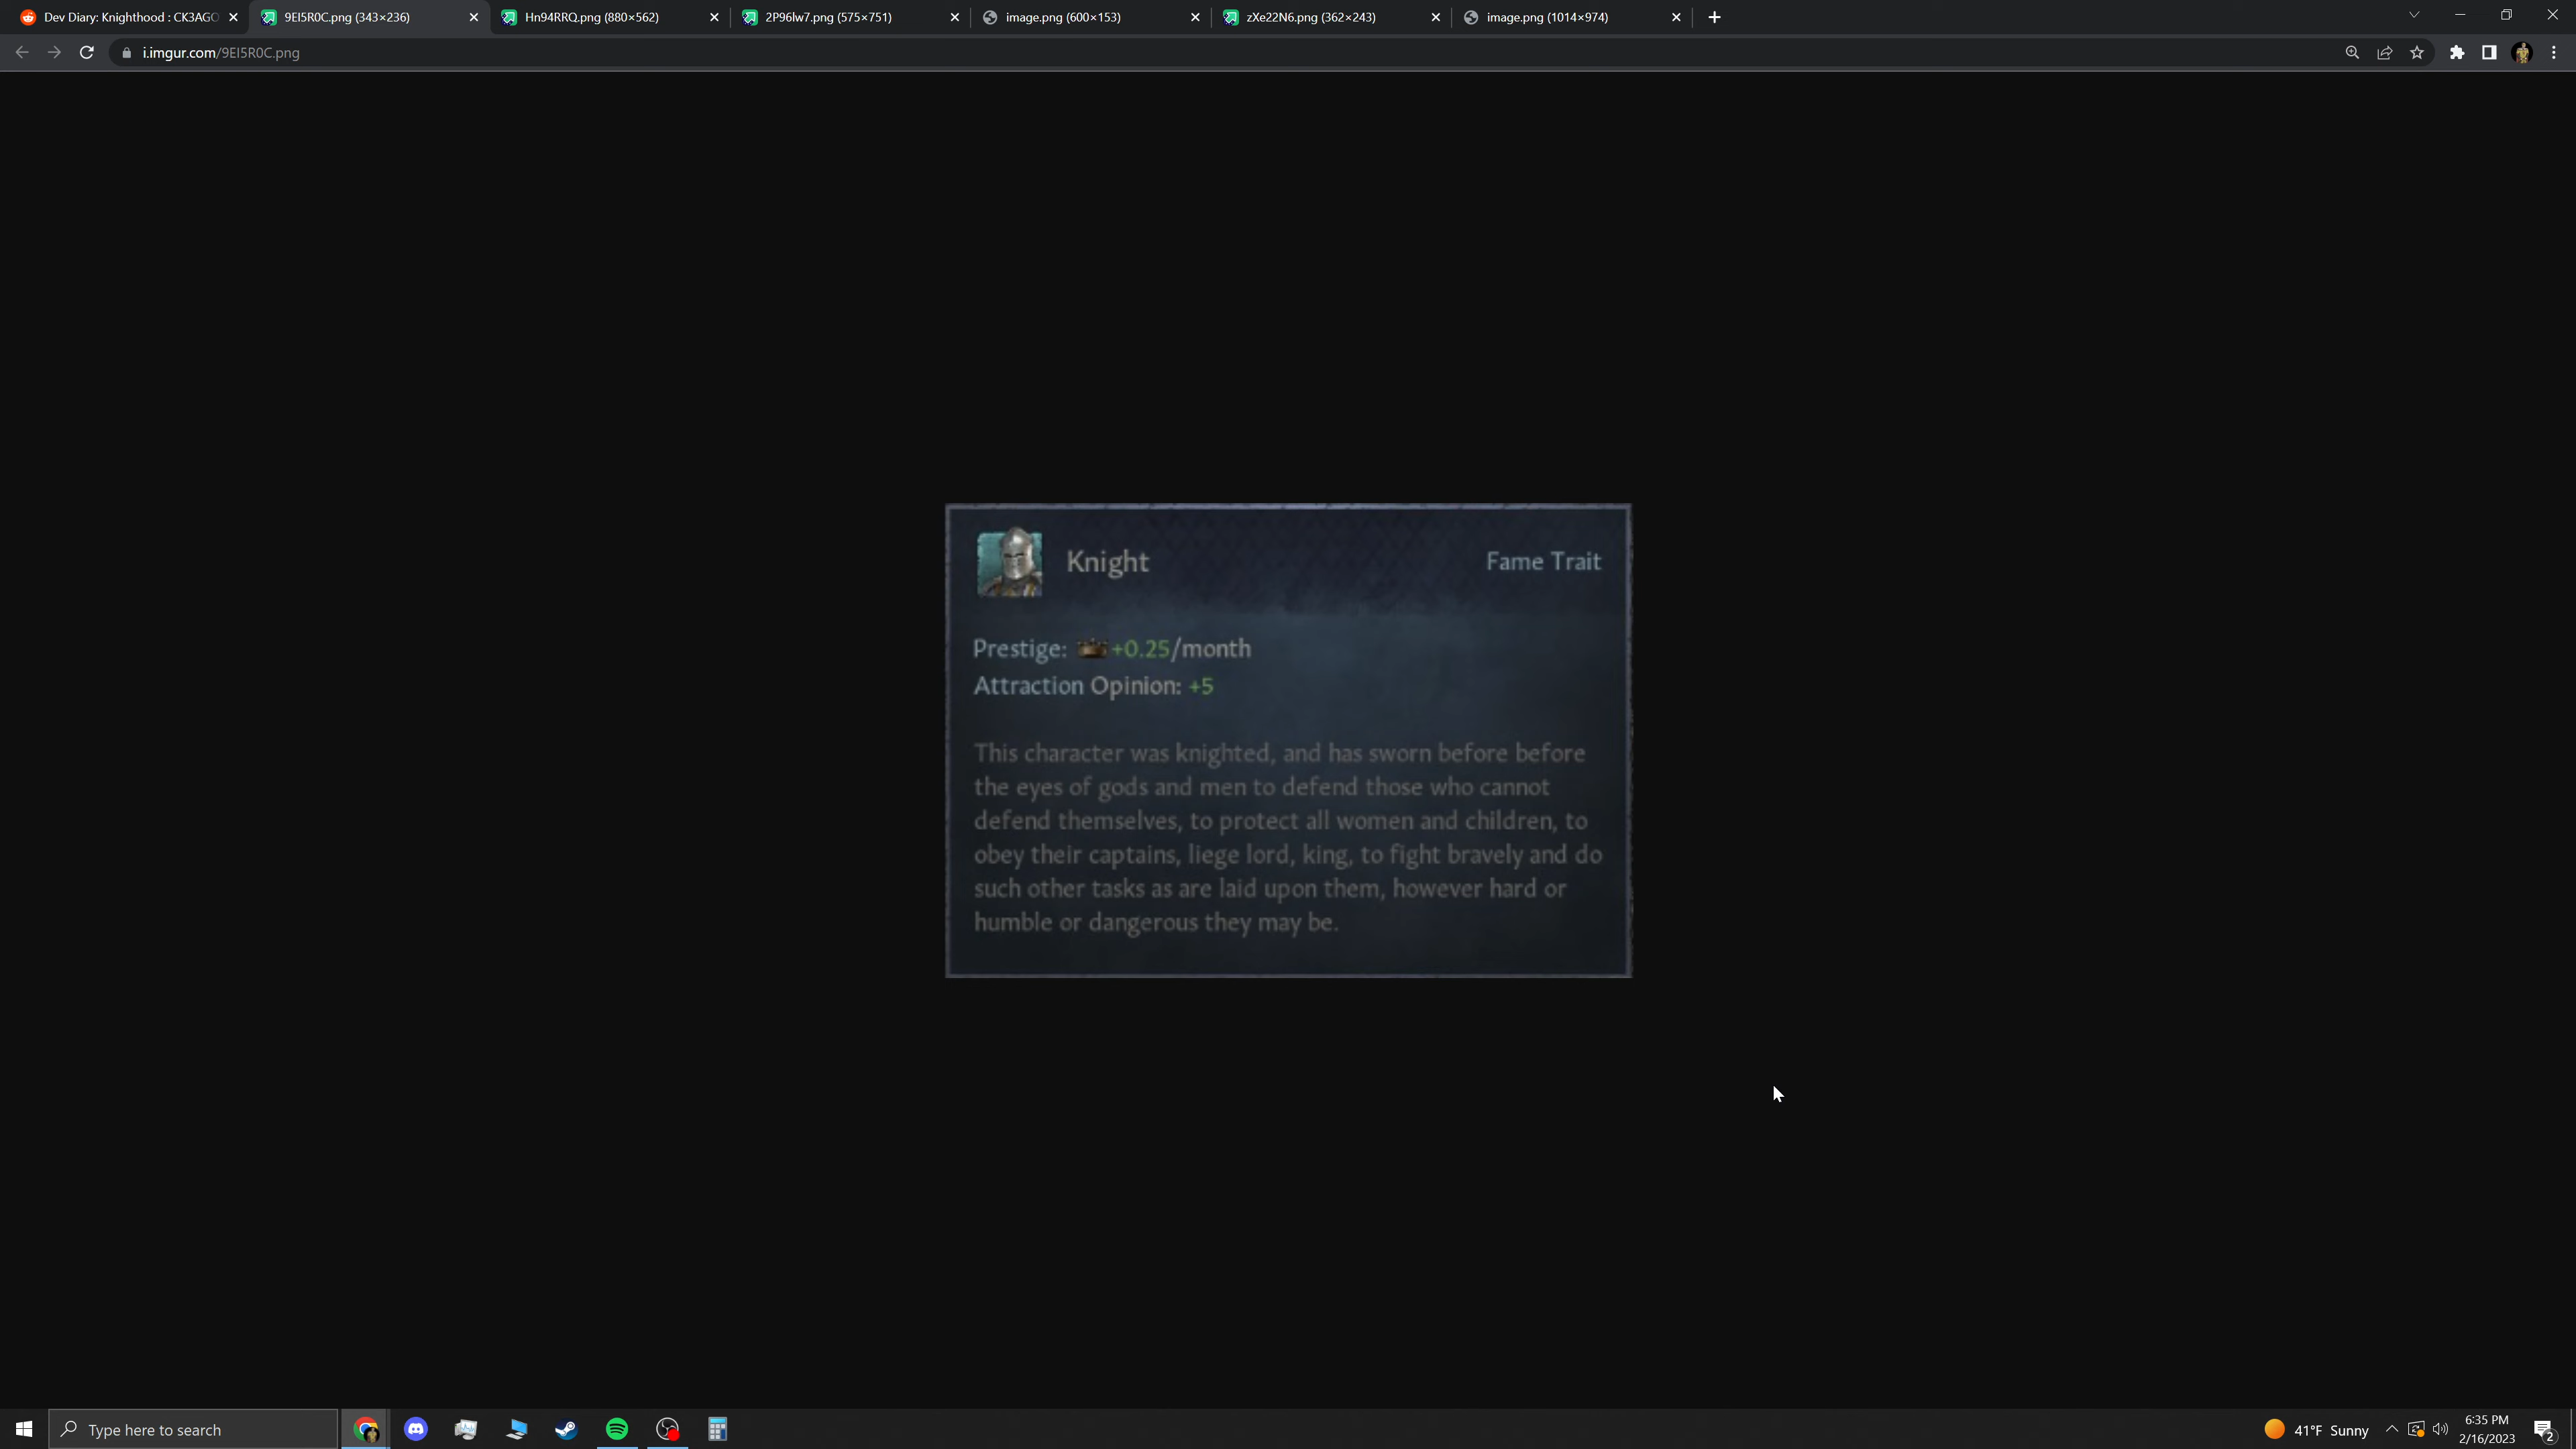 Dev Diary: Knighthood : CK3AGO
9EI5R0C.png (343×236)
Hn94RRQ.png (880×562)
2P96lw7.png (575×751)
image.png (600×153)
zXe22N6.png (362×243)
image.png (1014×974)
i.imgur.com/9EI5R0C.png
Knight
Fame Trait
Prestige: +0.25/month
Attraction Opinion: +5
This character was knighted, and has sworn before before
the eyes of gods and men to defend those who cannot
defend themselves, to protect all women and children, to
obey their captains, liege lord, king, to fight bravely and do
such other tasks as are laid upon them, however hard or
humble or dangerous they may be.
Type here to search
41°F Sunny
6:35 PM
2/16/2023
2